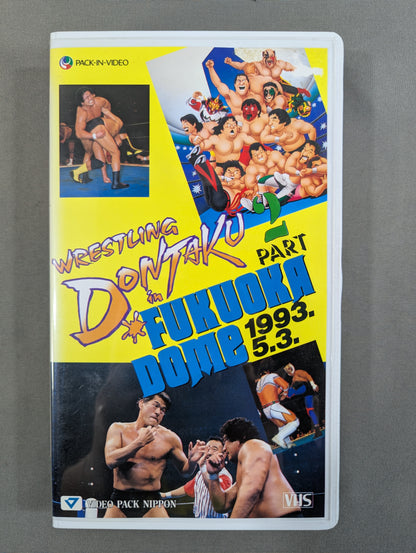 PACK-IN-VIDEO
WRESTLING
DONTAKU
in
FUKUOKA
DOME
2
PART
1993.
5.3.
VIDEO PACK NIPPON
VHS